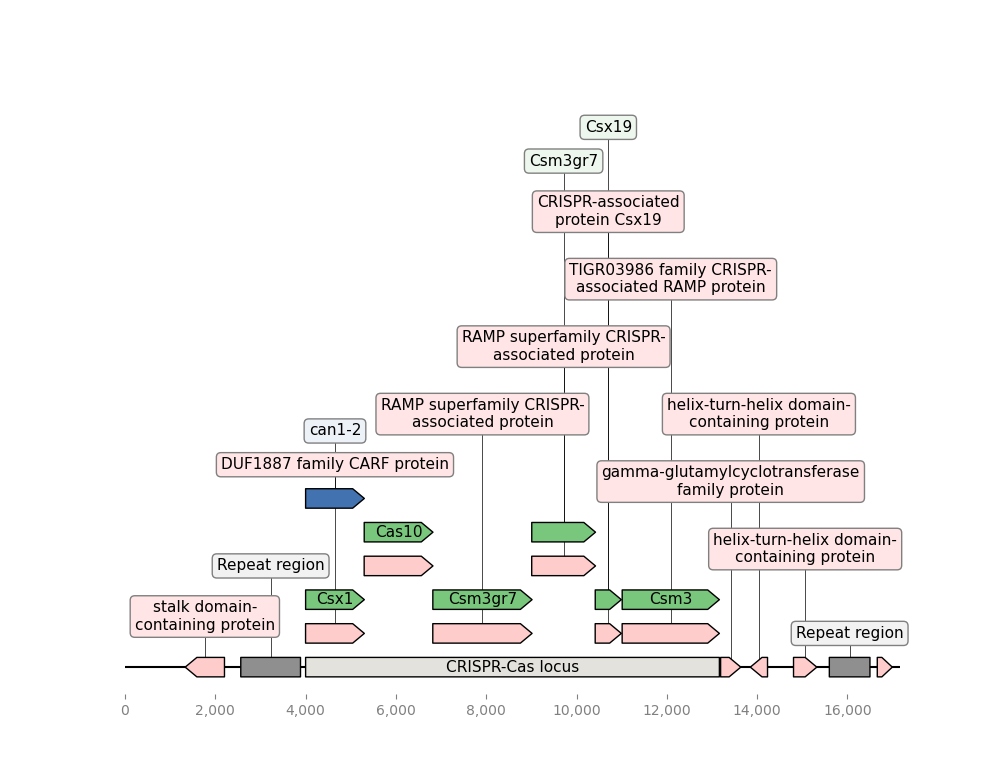 Csx19
Csm3gr7
CRISPR-associated
protein Csx19
TIGR03986 family CRISPR-
associated RAMP protein
RAMP superfamily CRISPR-
associated protein
RAMP superfamily CRISPR-
associated protein
helix-turn-helix domain-
containing protein
can1-2
DUF1887 family CARF protein
gamma-glutamylcyclotransferase
family protein
Cas10
helix-turn-helix domain-
containing protein
Repeat region
Csx1
Csm3gr7
Csm3
stalk domain-
containing protein
Repeat region
CRISPR-Cas locus
0
2,000
4,000
6,000
8,000
10,000
12,000
14,000
16,000